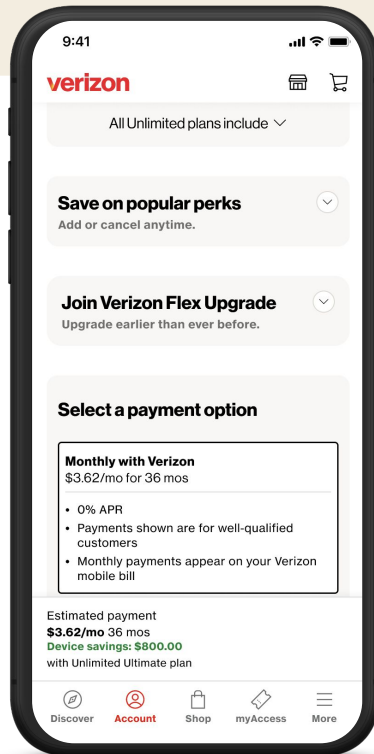 9:41
verizon
All Unlimited plans include
Save on popular perks
Add or cancel anytime.
Join Verizon Flex Upgrade
Upgrade earlier than ever before.
Select a payment option
Monthly with Verizon
$3.62/mo for 36 mos
• 0% APR
• Payments shown are for well-qualified
customers
• Monthly payments appear on your Verizon
mobile bill
Estimated payment
$3.62/mo 36 mos
Device savings: $800.00
with Unlimited Ultimate plan
Discover Account Shop myAccess More